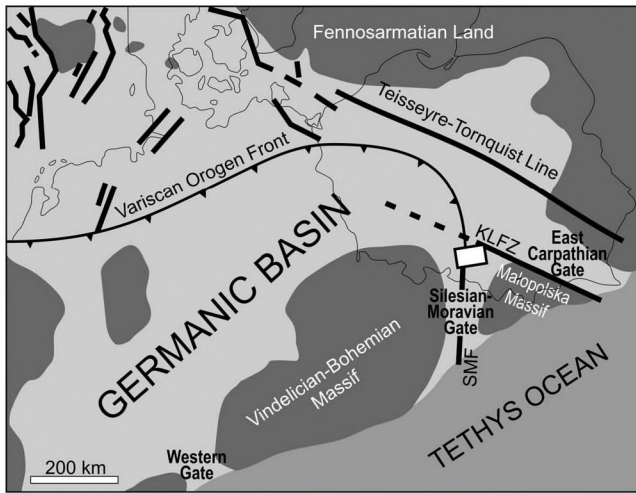 Fennosarmatian Land
Teisseyre-Tornquist Line
Variscan Orogen Front
KLFZ
East
Carpathian
Gate
Małopolska
Massif
GERMANIC BASIN
Silesian-
Moravian
Gate
SMF
Vindelician-Bohemian
Massif
TETHYS OCEAN
Western
Gate
200 km